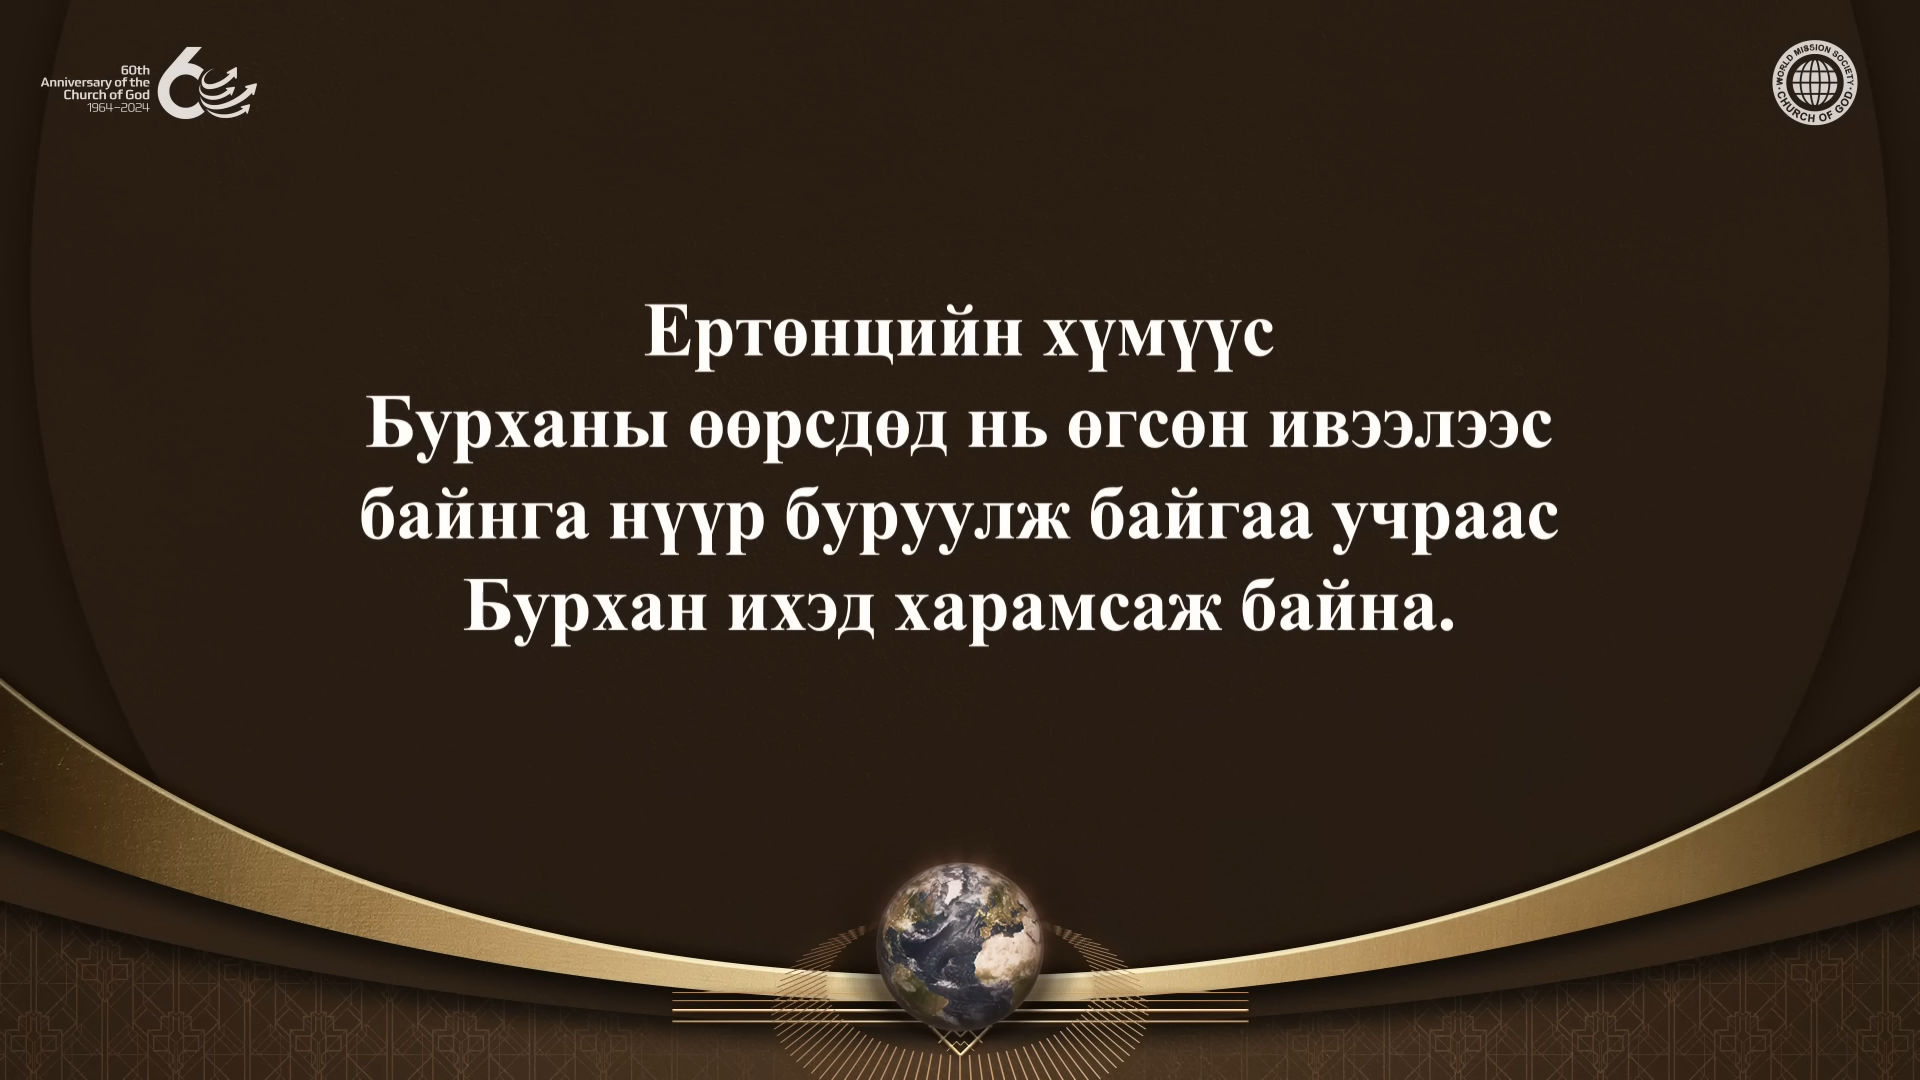 60th
Anniversary of the
Church of God
1964–2024
60
WORLD MISSION SOCIETY
CHURCH OF GOD
Ертөнцийн хүмүүс
Бурханы өөрсдөд нь өгсөн ивээлээс
байнга нүүр буруулж байгаа учраас
Бурхан ихэд харамсаж байна.